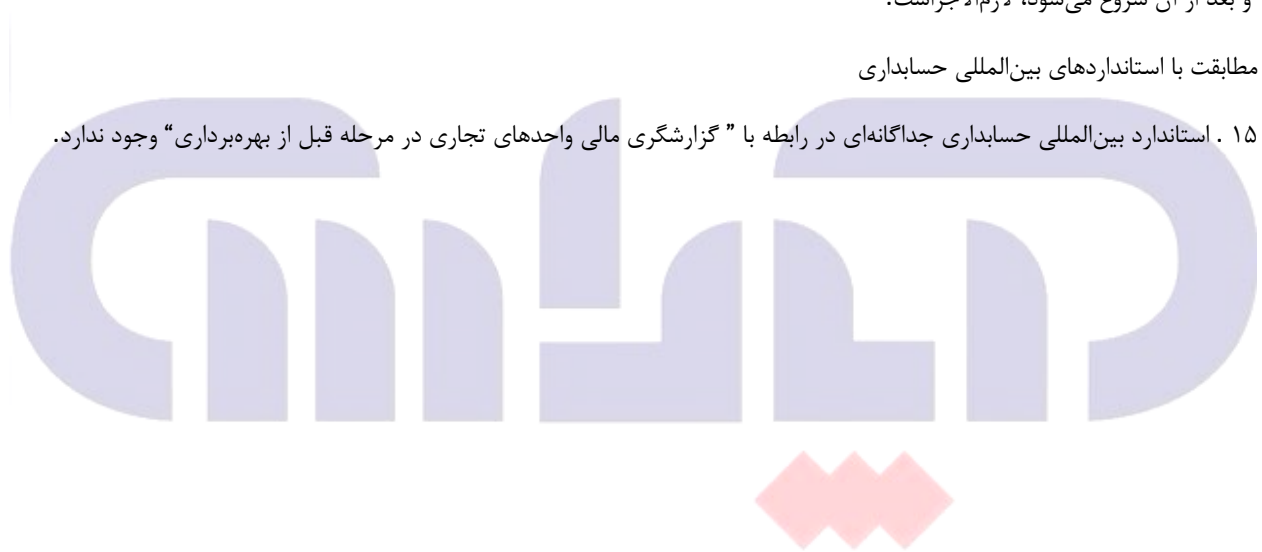 و بعد از آن شروع می‌شود، لازم‌الاجراست.
مطابقت با استانداردهای بین‌المللی حسابداری
۱۵ . استاندارد بین‌المللی حسابداری جداگانه‌ای در رابطه با ” گزارشگری مالی واحدهای تجاری در مرحله قبل از بهره‌برداری“ وجود ندارد.